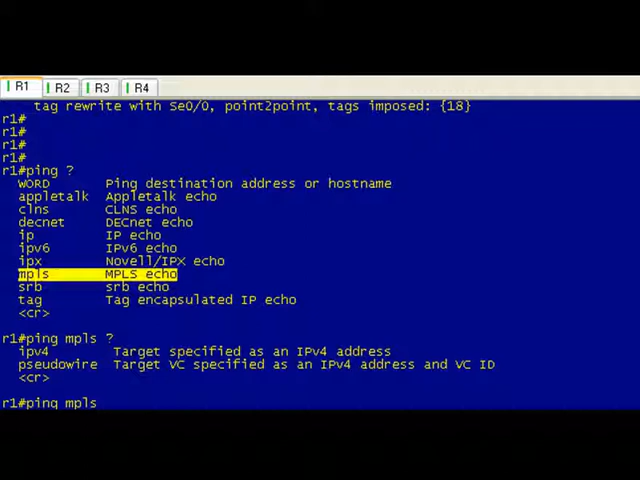 R1 R2 R3 R4
tag rewrite with Se0/0, point2point, tags imposed: {18}
r1#
r1#
r1#
r1#
r1#ping ?
WORD Ping destination address or hostname
appletalk Appletalk echo
clns CLNS echo
decnet DECnet echo
ip IP echo
ipv6 IPv6 echo
ipx Novell/IPX echo
mpls MPLS echo
srb srb echo
tag Tag encapsulated IP echo
<cr>
r1#ping mpls ?
ipv4 Target specified as an IPv4 address
pseudowire Target VC specified as an IPv4 address and VC ID
<cr>
r1#ping mpls